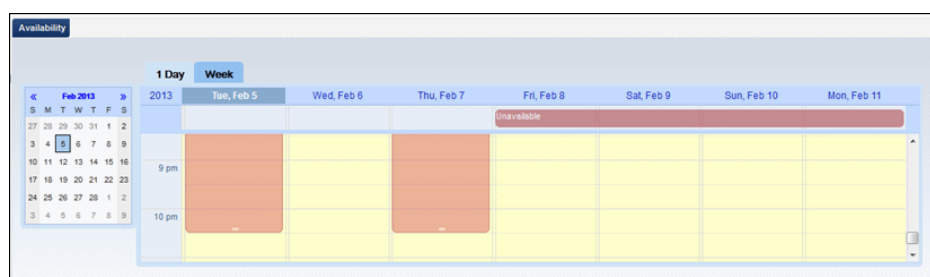 Availability
1 Day Week
« Feb 2013 »
S M T W T F S
27 28 29 30 31 1 2
3 4 5 6 7 8 9
10 11 12 13 14 15 16
17 18 19 20 21 22 23
24 25 26 27 28 1 2
3 4 5 6 7 8 9
2013 Tue, Feb 5 Wed, Feb 6 Thu, Feb 7 Fri, Feb 8 Sat, Feb 9 Sun, Feb 10 Mon, Feb 11
Unavailable
9 pm
10 pm